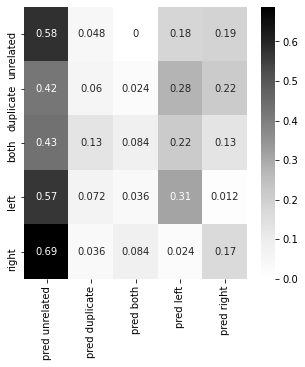 unrelated 0.58 0.048 0 0.18 0.19
duplicate 0.42 0.06 0.024 0.28 0.22
both 0.43 0.13 0.084 0.22 0.13
left 0.57 0.072 0.036 0.31 0.012
right 0.69 0.036 0.084 0.024 0.17
pred unrelated
pred duplicate
pred both
pred left
pred right
0.6
0.5
0.4
0.3
0.2
0.1
0.0